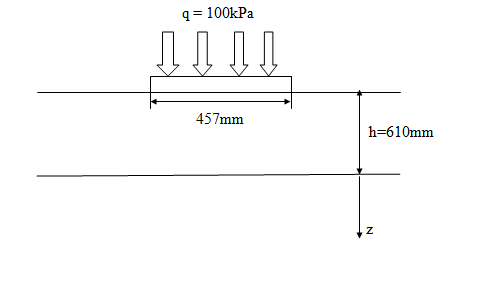 q = 100kPa
457mm
h=610mm
z